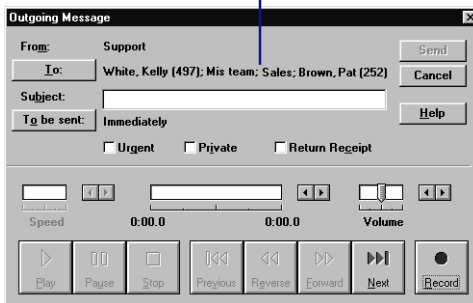 Outgoing Message
From: Support Send
To: White, Kelly (497); Mis team; Sales; Brown, Pat (252) Cancel
Subject:
To be sent: Immediately Help
Urgent Private Return Receipt
Speed 0:00.0 0:00.0 Volume
Play Pause Stop Previous Reverse Forward Next Record